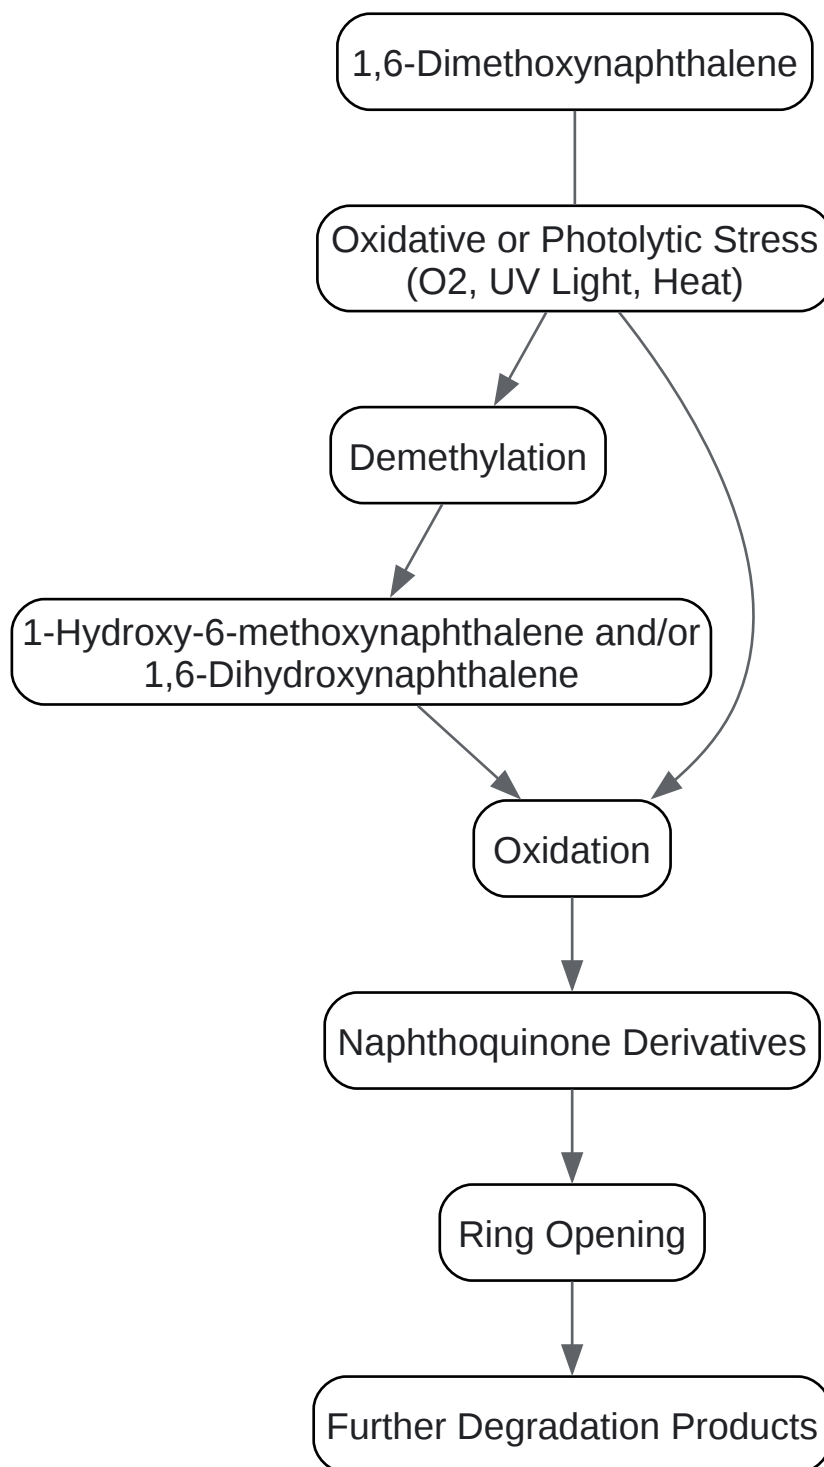 1,6-Dimethoxynaphthalene
Oxidative or Photolytic Stress
(O2, UV Light, Heat)
Demethylation
1-Hydroxy-6-methoxynaphthalene and/or
1,6-Dihydroxynaphthalene
Oxidation
Naphthoquinone Derivatives
Ring Opening
Further Degradation Products